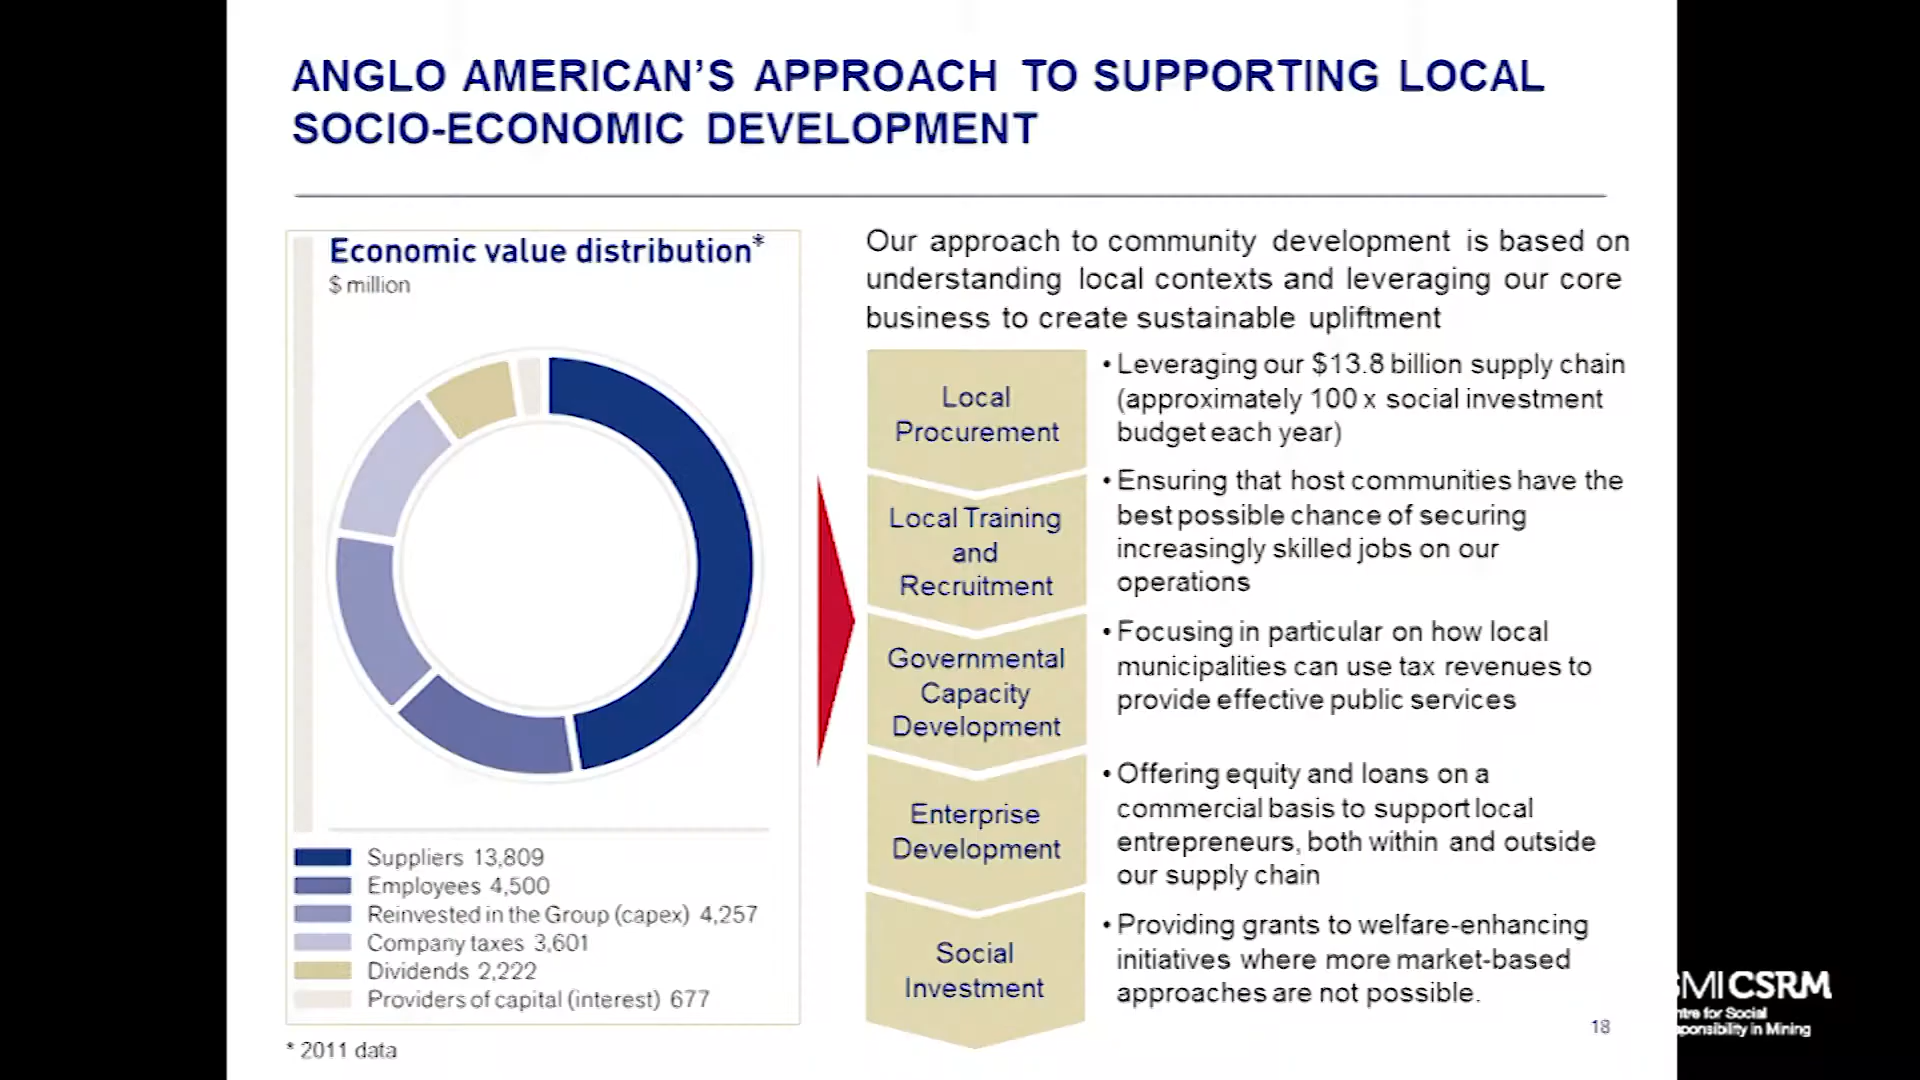 ANGLO AMERICAN'S APPROACH TO SUPPORTING LOCAL
SOCIO-ECONOMIC DEVELOPMENT
Economic value distribution*
$ million
Suppliers 13,809
Employees 4,500
Reinvested in the Group (capex) 4,257
Company taxes 3,601
Dividends 2,222
Providers of capital (interest) 677
* 2011 data
Our approach to community development is based on
understanding local contexts and leveraging our core
business to create sustainable upliftment
Local
Procurement
• Leveraging our $13.8 billion supply chain
(approximately 100 x social investment
budget each year)
Local Training
and
Recruitment
• Ensuring that host communities have the
best possible chance of securing
increasingly skilled jobs on our
operations
Governmental
Capacity
Development
• Focusing in particular on how local
municipalities can use tax revenues to
provide effective public services
Enterprise
Development
• Offering equity and loans on a
commercial basis to support local
entrepreneurs, both within and outside
our supply chain
Social
Investment
• Providing grants to welfare-enhancing
initiatives where more market-based
approaches are not possible.
18
SMI CSRM
ntre for Social
sponsibility in Mining